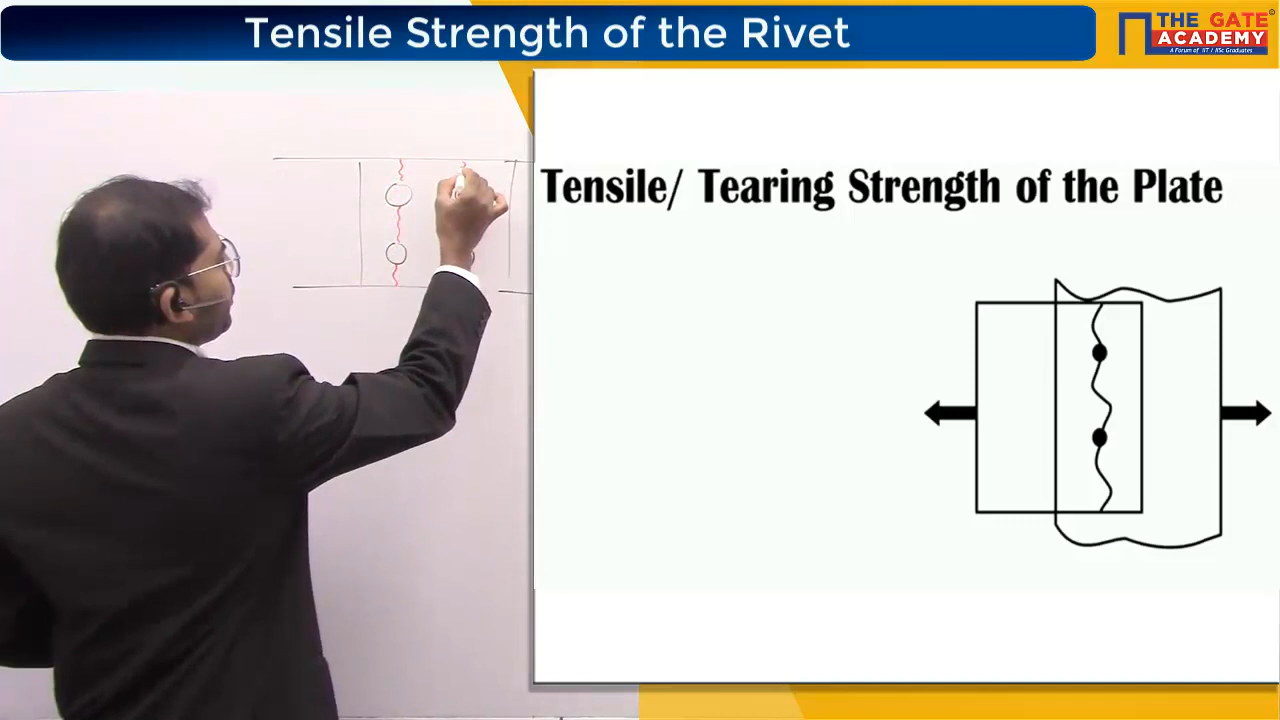 Tensile Strength of the Rivet
THE GATE
ACADEMY
A Forum of IIT / IISc Graduates
©
Tensile/ Tearing Strength of the Plate